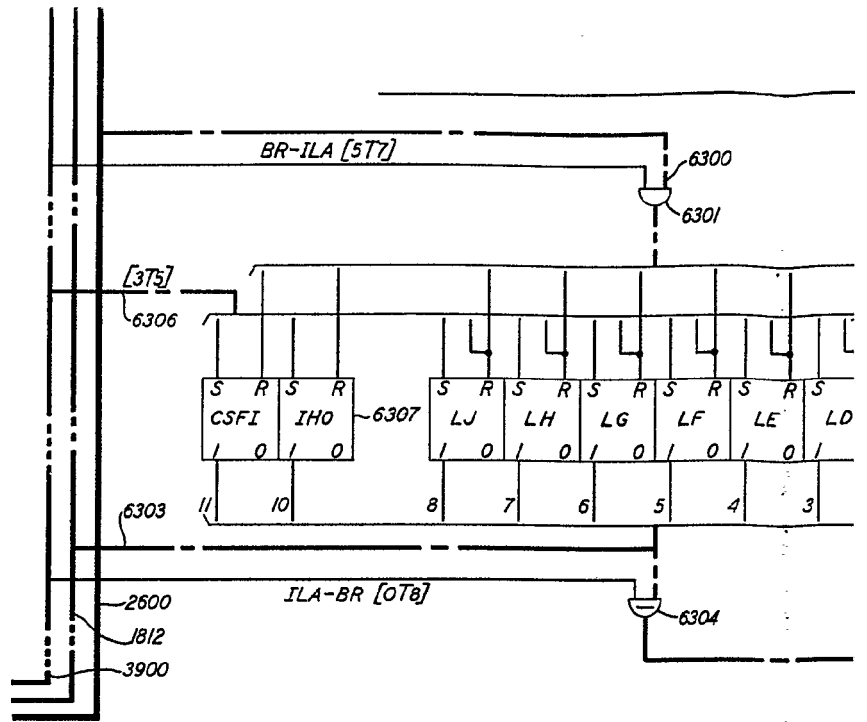 BR-ILA [5T7]
6300
6301
[3T5]
6306
S R S R S R S R S R S R S R S
CSFI IHO 6307 LJ LH LG LF LE LD
1 0 1 0 1 0 1 0 1 0 1 0 1 0 1
11 10 8 7 6 5 4 3
6303
ILA-BR [0T8]
2600
6304
1812
3900